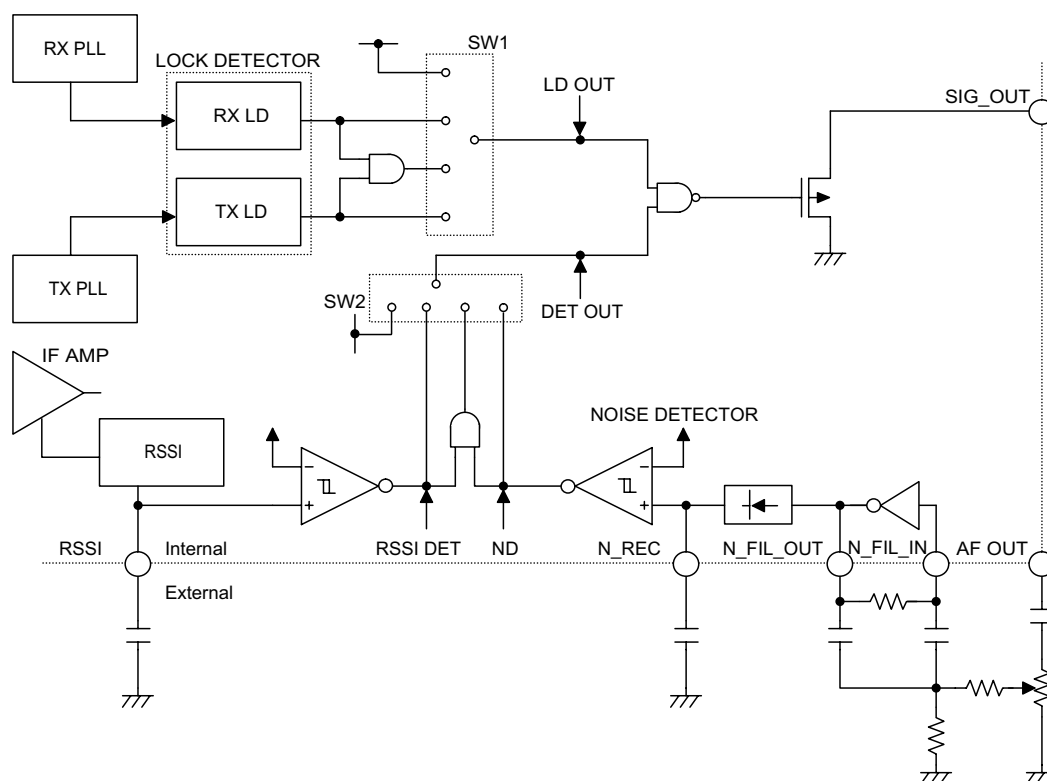 RX PLL
SW1
LOCK DETECTOR
LD OUT
SIG_OUT
RX LD
TX LD
TX PLL
SW2
DET OUT
IF AMP
NOISE DETECTOR
RSSI
−
−
+
+
RSSI
Internal
RSSI DET
ND
N_REC
N_FIL_OUT
N_FIL_IN
AF OUT
External